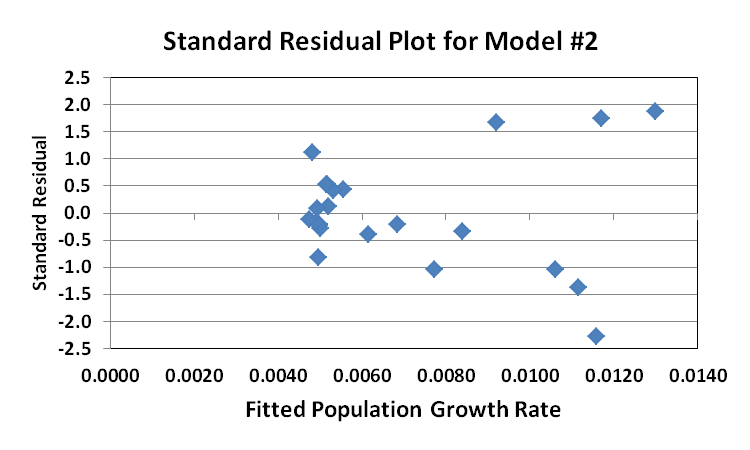 Standard Residual Plot for Model #2
Standard Residual
2.5
2.0
1.5
1.0
0.5
0.0
-0.5
-1.0
-1.5
-2.0
-2.5
0.0000 0.0020 0.0040 0.0060 0.0080 0.0100 0.0120 0.0140
Fitted Population Growth Rate